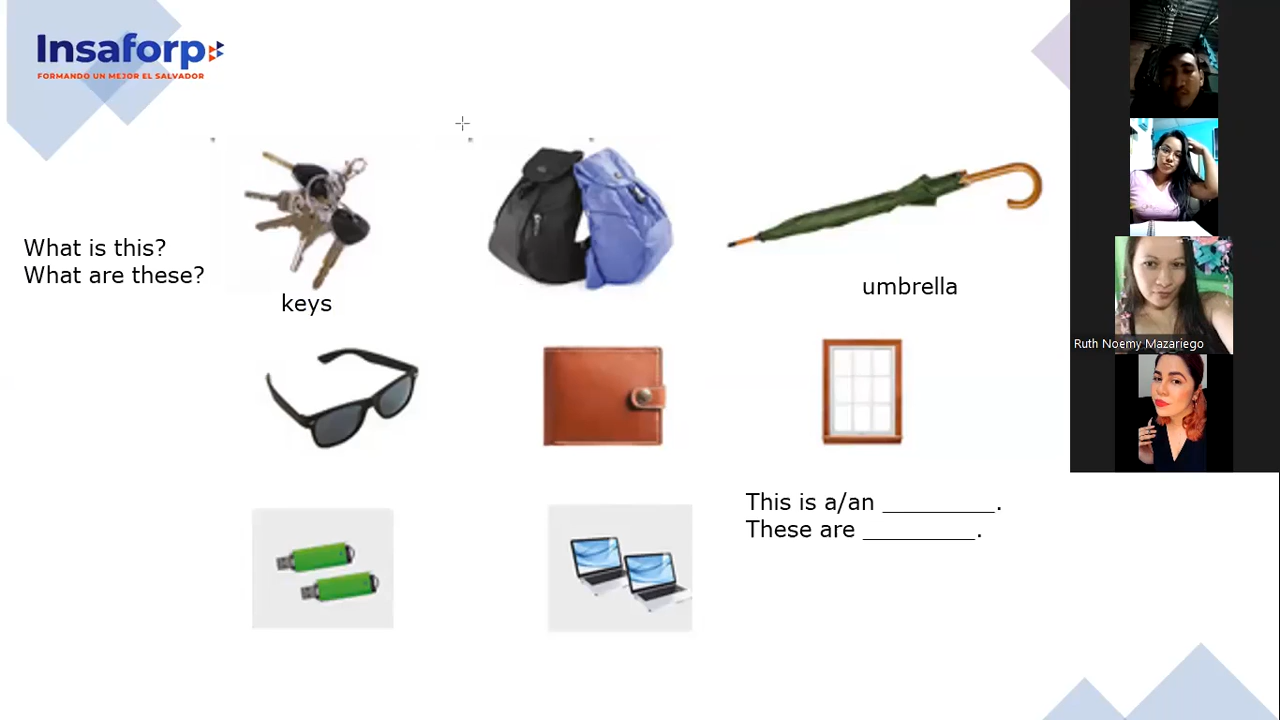 Insaforp
FORMANDO UN MEJOR EL SALVADOR
What is this?
What are these?
keys
umbrella
This is a/an _________.
These are _________.
Ruth Noemy Mazariego